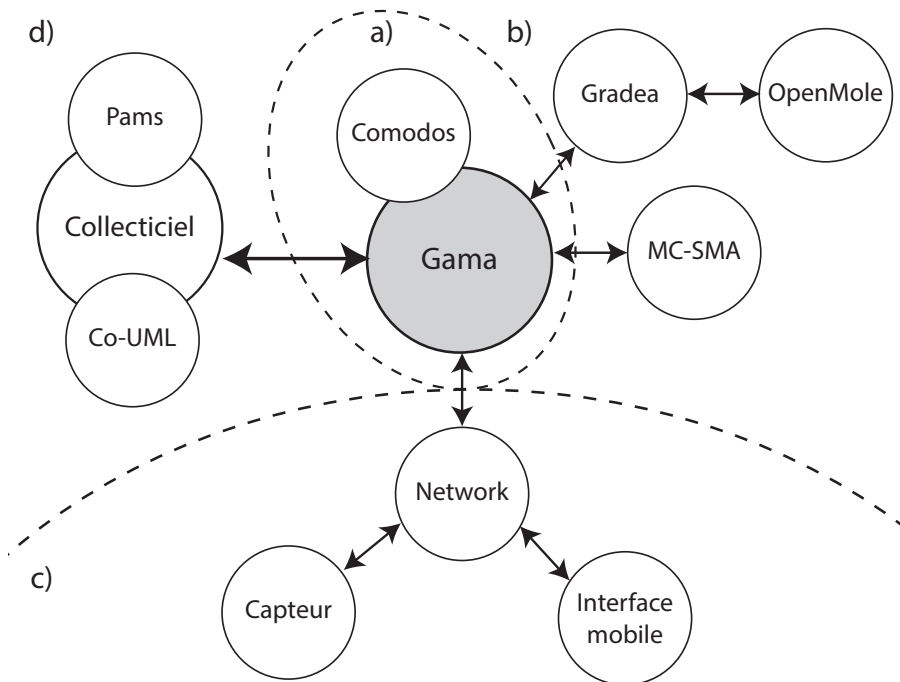 d)
a)
b)
Pams
Comodos
Gradea
OpenMole
Collecticiel
Gama
MC-SMA
Co-UML
Network
c)
Capteur
Interface
mobile